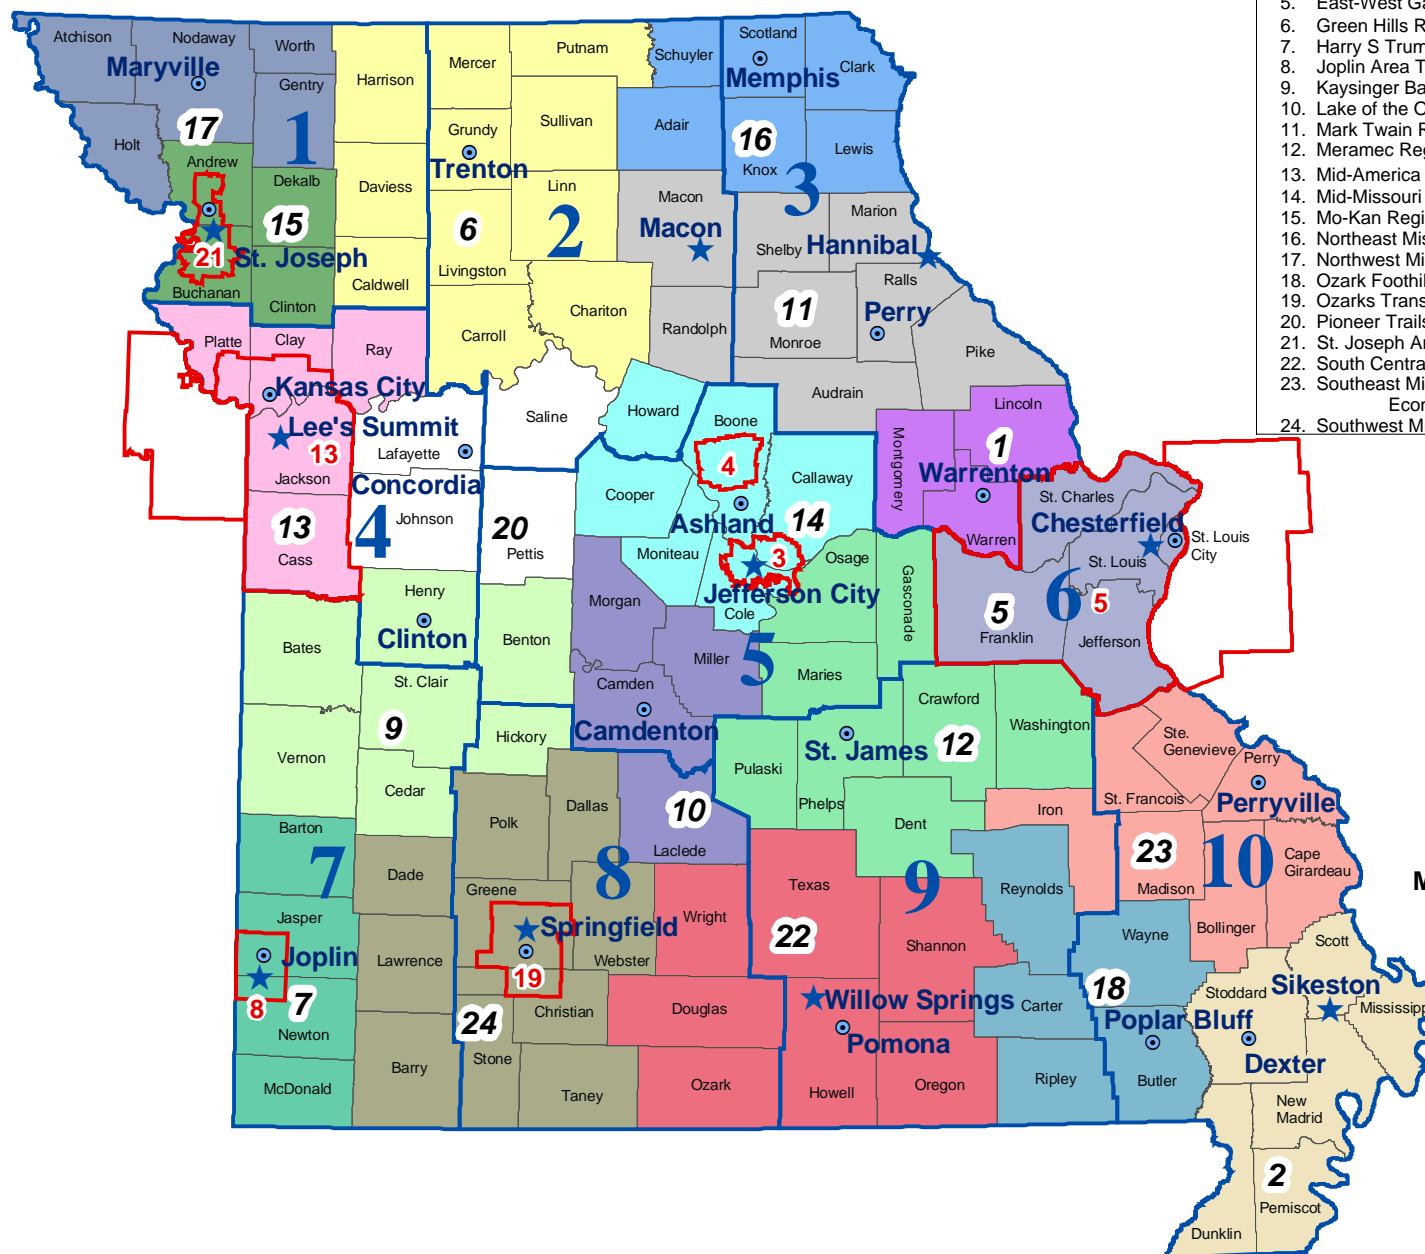 5. East-West Ga
6. Green Hills R
7. Harry S Trum
8. Joplin Area T
9. Kaysinger Ba
10. Lake of the O
11. Mark Twain R
12. Meramec Reg
13. Mid-America
14. Mid-Missouri
15. Mo-Kan Regi
16. Northeast Mis
17. Northwest Mi
18. Ozark Foothil
19. Ozarks Trans
20. Pioneer Trails
21. St. Joseph Ar
22. South Centra
23. Southeast Mi
Econ
24. Southwest M
Atchison
Nodaway
Worth
Harrison
Mercer
Putnam
Schuyler
Scotland
Clark
Maryville
Memphis
Gentry
Holt
17
1
Grundy
Sullivan
Adair
16
Knox
Lewis
Trenton
Andrew
Dekalb
Daviess
Linn
3
Macon
Marion
15
6
2
Macon
Shelby
Hannibal
21
St. Joseph
Livingston
Buchanan
Clinton
Caldwell
Ralls
Chariton
Randolph
11
Monroe
Perry
Platte
Clay
Ray
Carroll
Pike
Kansas City
Audrain
Saline
Howard
Boone
Lincoln
Lee's Summit
13
Lafayette
Jackson
4
Montgomery
1
Warrenton
Concordia
Cooper
Callaway
St. Charles
Chesterfield
St. Louis
City
13
4
Johnson
20
Pettis
Ashland
14
Warren
St. Louis
Cass
Moniteau
3
Osage
Gasconade
Henry
Morgan
Jefferson City
Cole
5
Franklin
6
5
Jefferson
Clinton
Benton
Bates
Miller
5
Maries
St. Clair
Camden
Crawford
Washington
9
Hickory
Camdenton
St. James
12
Ste.
Genevieve
Perry
Vernon
Pulaski
Cedar
Phelps
St. Francois
Perryville
Polk
Dallas
10
Laclede
Dent
Iron
Barton
7
Dade
Greene
8
Texas
9
Reynolds
23
Madison
10
Cape
Girardeau
M
Jasper
Wright
Springfield
22
Shannon
Wayne
Bollinger
Scott
Joplin
Lawrence
Webster
19
8
7
Newton
24
Christian
Douglas
Willow Springs
Carter
18
Stoddard
Sikeston
Mississipp
Poplar Bluff
Pomona
Dexter
Stone
Barry
McDonald
Taney
Ozark
Howell
Oregon
Ripley
Butler
New
Madrid
2
Pemiscot
Dunklin